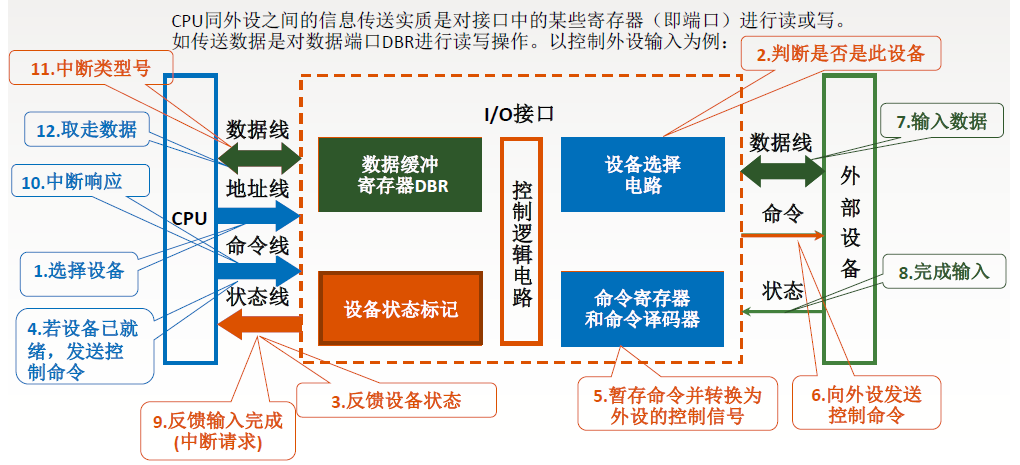 CPU同外设之间的信息传送实质是对接口中的某些寄存器（即端口）进行读或写。
如传送数据是对数据端口DBR进行读写操作。以控制外设输入为例：
11.中断类型号
2.判断是否是此设备
I/O接口
12.取走数据
数据线
数据缓冲
寄存器DBR
设备选择
电路
数据线
7.输入数据
10.中断响应
地址线
CPU
控制逻辑电路
命令
外部设备
命令线
1.选择设备
8.完成输入
状态线
设备状态标记
命令寄存器
和命令译码器
状态
4.若设备已就
绪，发送控
制命令
3.反馈设备状态
9.反馈输入完成
(中断请求)
5.暂存命令并转换为
外设的控制信号
6.向外设发送
控制命令